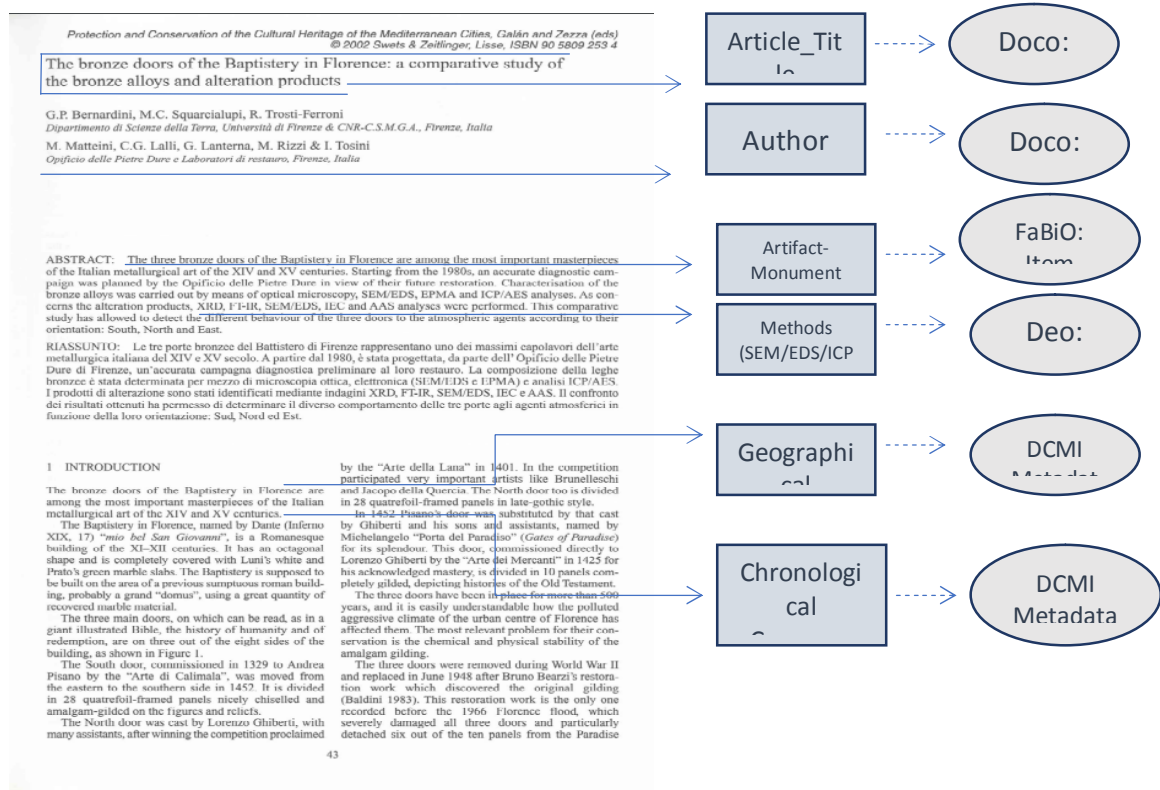 Protection and Conservation of the Cultural Heritage of the Mediterranean Cities, Galán and Zezza (eds)
© 2002 Swets & Zeitlinger, Lisse, ISBN 90 5809 253 4
The bronze doors of the Baptistery in Florence: a comparative study of
the bronze alloys and alteration products
G.P. Bernardini, M.C. Squarcialupi, R. Trosti-Ferroni
Dipartimento di Scienze della Terra, Università di Firenze & CNR-C.S.M.G.A., Firenze, Italia
M. Matteini, C.G. Lalli, G. Lanterna, M. Rizzi & I. Tosini
Opificio delle Pietre Dure e Laboratori di restauro, Firenze, Italia
ABSTRACT: The three bronze doors of the Baptistery in Florence are among the most important masterpieces
of the Italian metallurgical art of the XIV and XV centuries. Starting from the 1980s, an accurate diagnostic cam-
paign was planned by the Opificio delle Pietre Dure in view of their future restoration. Characterisation of the
bronze alloys was carried out by means of optical microscopy, SEM/EDS, EPMA and ICP/AES analyses. As con-
cerns the alteration products, XRD, FT-IR, SEM/EDS, IEC and AAS analyses were performed. This comparative
study has allowed to detect the different behaviour of the three doors to the atmospheric agents according to their
orientation: South, North and East.
RIASSUNTO: Le tre porte bronzee del Battistero di Firenze rappresentano uno dei massimi capolavori dell'arte
metallurgica italiana del XIV e XV secolo. A partire dal 1980, è stata progettata, da parte dell' Opificio delle Pietre
Dure di Firenze, un'accurata campagna diagnostica preliminare al loro restauro. La composizione della leghe
bronzee è stata determinata per mezzo di microscopia ottica, elettronica (SEM/EDS e EPMA) e analisi ICP/AES.
I prodotti di alterazione sono stati identificati mediante indagini XRD, FT-IR, SEM/EDS, IEC e AAS. Il confronto
dei risultati ottenuti ha permesso di determinare il diverso comportamento delle tre porte agli agenti atmosferici in
funzione della loro orientazione: Sud, Nord ed Est.
1 INTRODUCTION
The bronze doors of the Baptistery in Florence are
among the most important masterpieces of the Italian
metallurgical art of the XIV and XV centuries.
The Baptistery in Florence, named by Dante (Inferno
XIX, 17) "mio bel San Giovanni", is a Romanesque
building of the XI–XII centuries. It has an octagonal
shape and is completely covered with Luni's white and
Prato's green marble slabs. The Baptistery is supposed to
be built on the area of a previous sumptuous roman build-
ing, probably a grand "domus", using a great quantity of
recovered marble material.
The three main doors, on which can be read, as in a
giant illustrated Bible, the history of humanity and of
redemption, are on three out of the eight sides of the
building, as shown in Figure 1.
The South door, commissioned in 1329 to Andrea
Pisano by the "Arte di Calimala", was moved from
the eastern to the southern side in 1452. It is divided
in 28 quatrefoil-framed panels nicely chiselled and
amalgam-gilded on the figures and reliefs.
The North door was cast by Lorenzo Ghiberti, with
many assistants, after winning the competition proclaimed
by the "Arte della Lana" in 1401. In the competition
participated very important artists like Brunelleschi
and Iacopo della Quercia. The North door too is divided
in 28 quatrefoil-framed panels in late-gothic style.
In 1452 Pisano's door was substituted by that cast
by Ghiberti and his sons and assistants, named by
Michelangelo "Porta del Paradiso" (Gates of Paradise)
for its splendour. This door, commissioned directly to
Lorenzo Ghiberti by the "Arte dei Mercanti" in 1425 for
his acknowledged mastery, is divided in 10 panels com-
pletely gilded, depicting histories of the Old Testament.
The three doors have been in place for more than 500
years, and it is easily understandable how the polluted
aggressive climate of the urban centre of Florence has
affected them. The most relevant problem for their con-
servation is the chemical and physical stability of the
amalgam gilding.
The three doors were removed during World War II
and replaced in June 1948 after Bruno Bearzi's restora-
tion work which discovered the original gilding
(Baldini 1983). This restoration work is the only one
recorded before the 1966 Florence flood, which
severely damaged all three doors and particularly
detached six out of the ten panels from the Paradise
43
Article_Tit
Doco:
Author
Doco:
Artifact-
Monument
FaBiO:
Item
Methods
(SEM/EDS/ICP
Deo:
Geographi
cal
DCMI
Metadat
Chronologi
cal
DCMI
Metadata